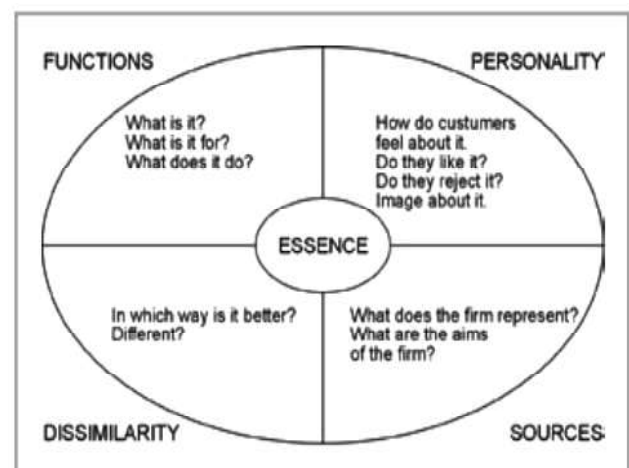 FUNCTIONS
PERSONALITY
What is it?
What is it for?
What does it do?
How do custumers
feel about it.
Do they like it?
Do they reject it?
Image about it.
ESSENCE
In which way is it better?
Different?
What does the firm represent?
What are the aims
of the firm?
DISSIMILARITY
SOURCES